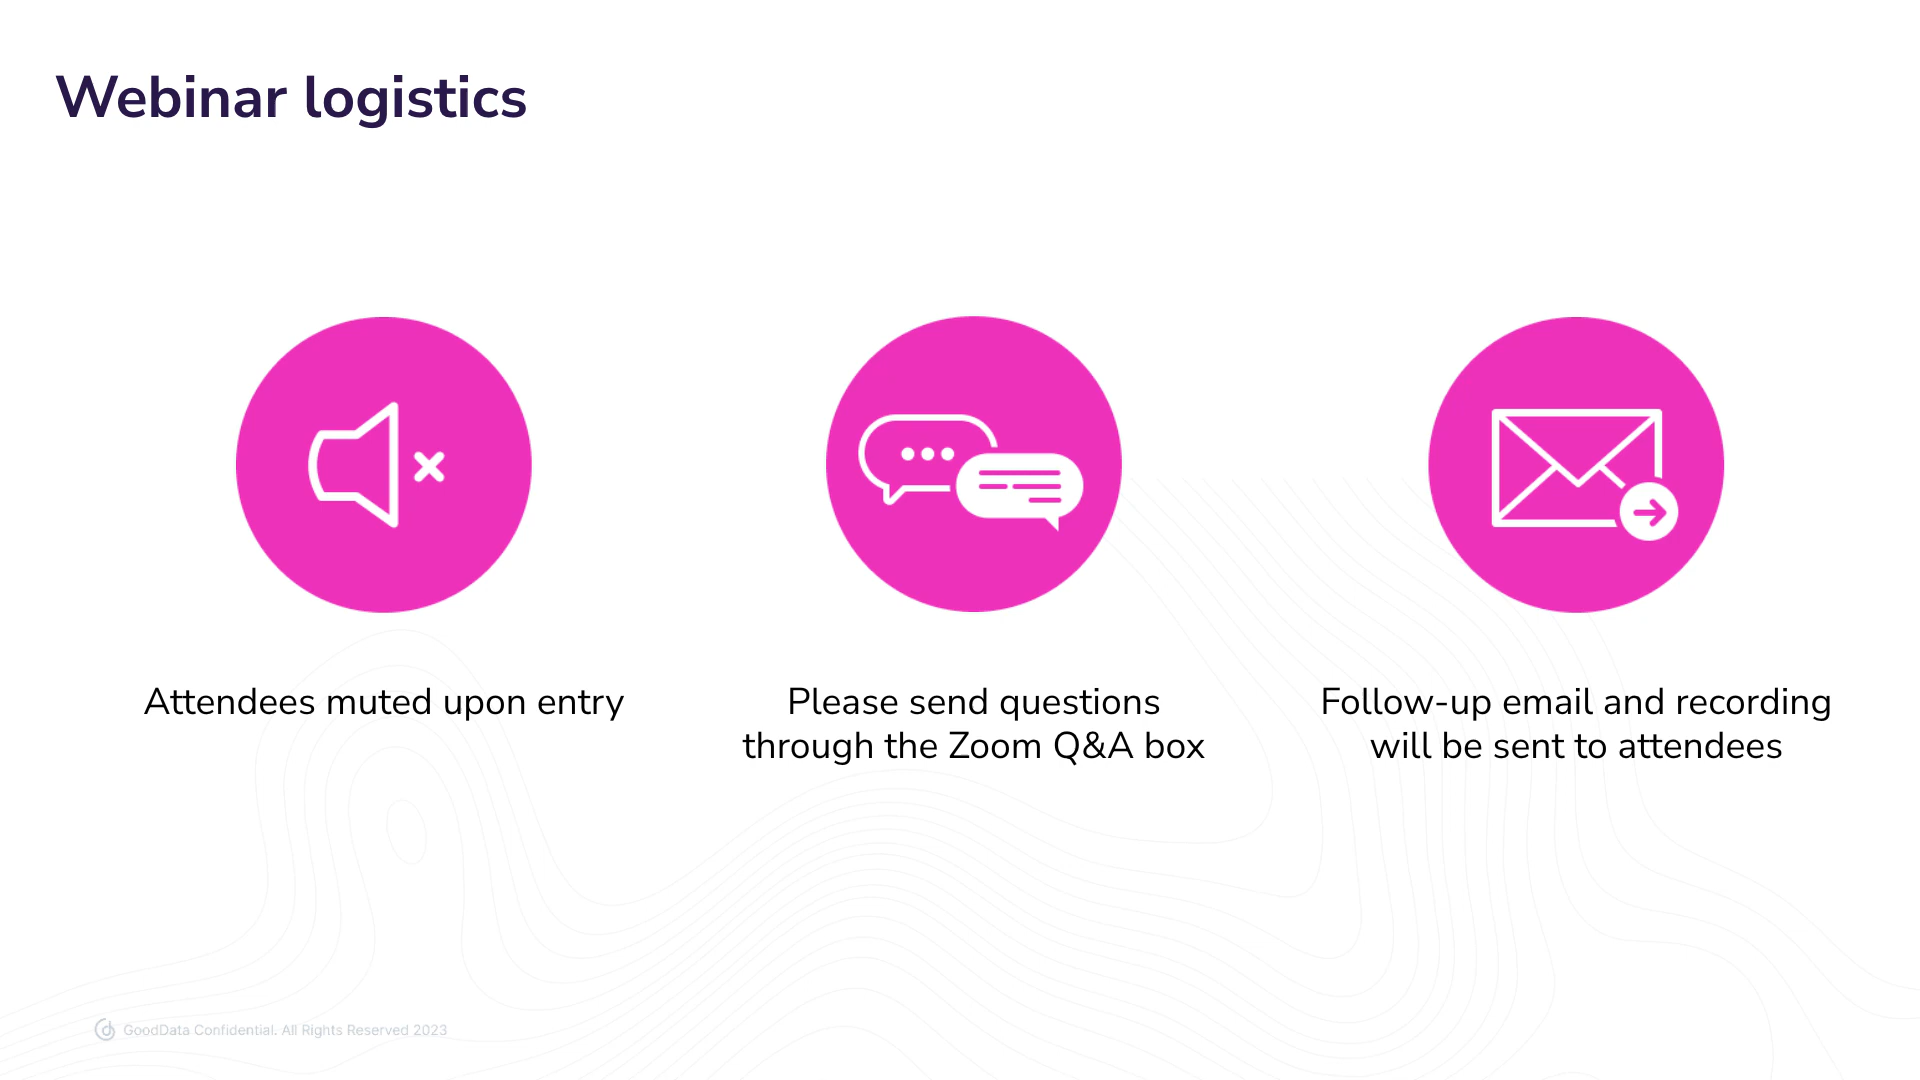 Webinar logistics
Attendees muted upon entry
Please send questions
through the Zoom Q&A box
Follow-up email and recording
will be sent to attendees
GoodData Confidential. All Rights Reserved 2023